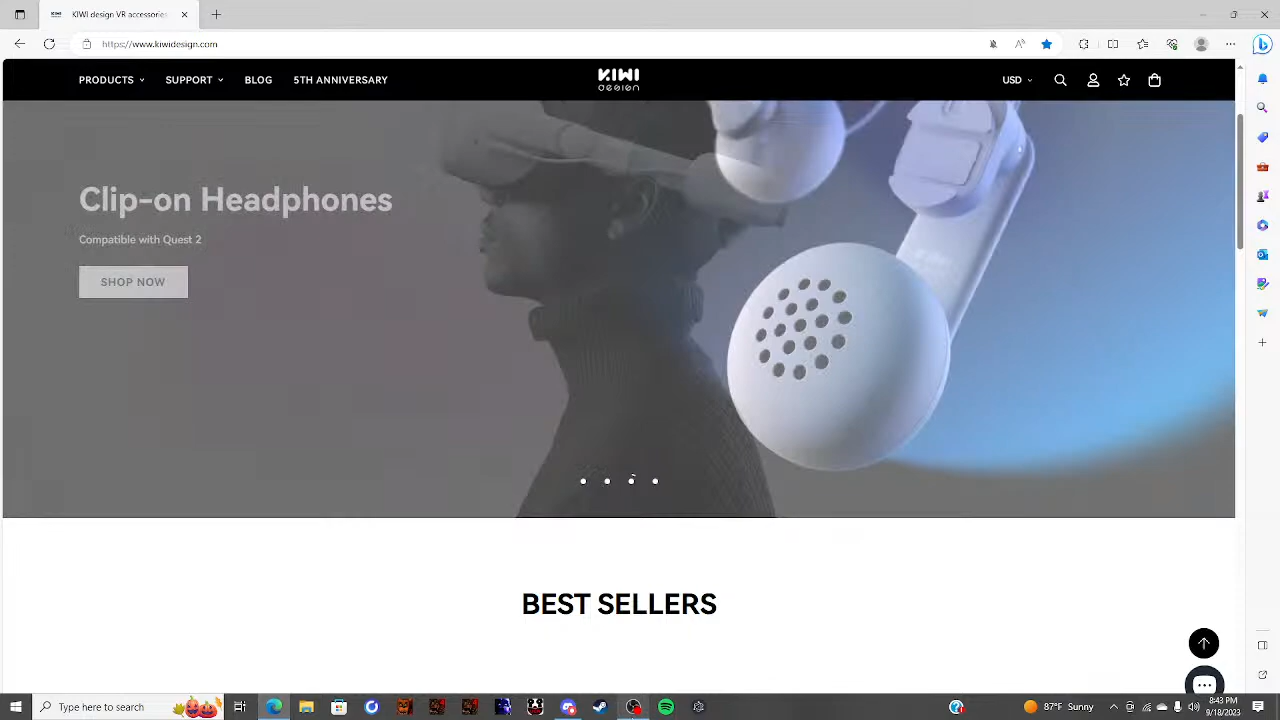 KIWI design VR accessories
https://www.kiwidesign.com
PRODUCTS
SUPPORT
BLOG
5TH ANNIVERSARY
KIWI
design
USD
Clip-on Headphones
Compatible with Quest 2
SHOP NOW
BEST SELLERS
Type here to search
83°F Sunny
8:43 PM
9/18/2023